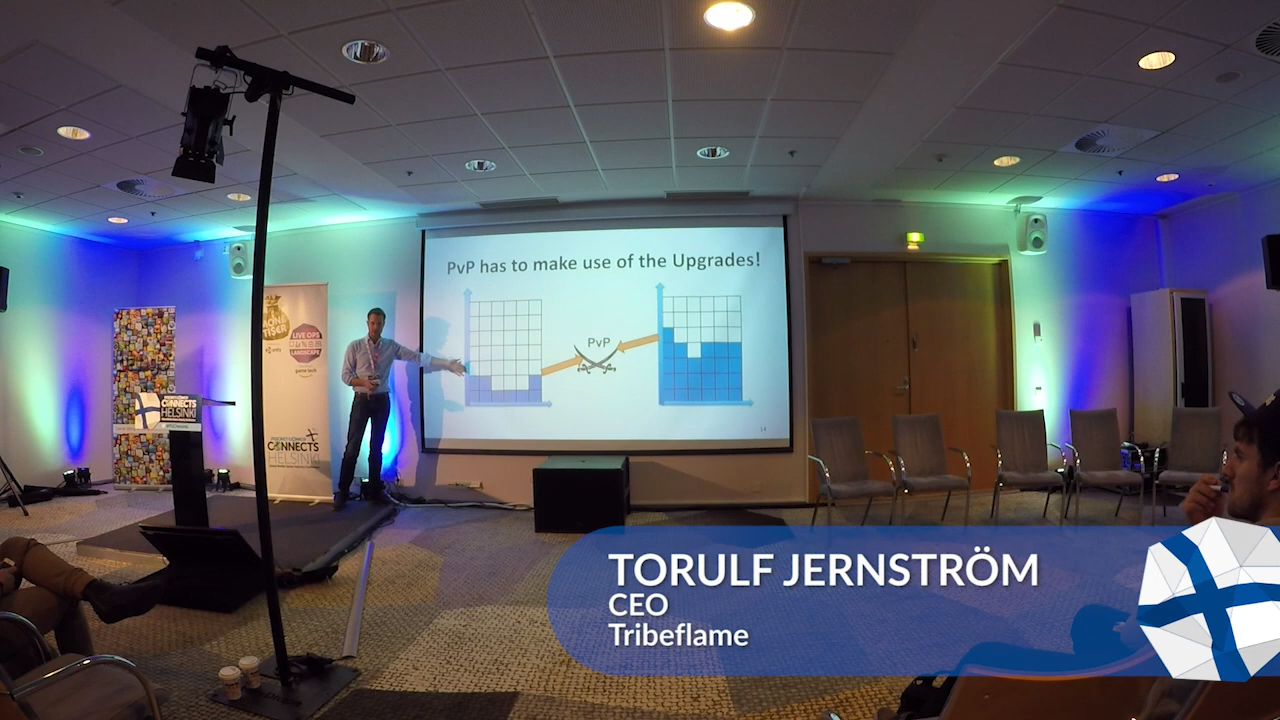 PvP has to make use of the Upgrades!
PvP
LIVE OPS
LANDSCAPE
CONNECTS
HELSINKI
CONNECTS
HELSINKI
TORULF JERNSTRÖM
CEO
Tribeflame